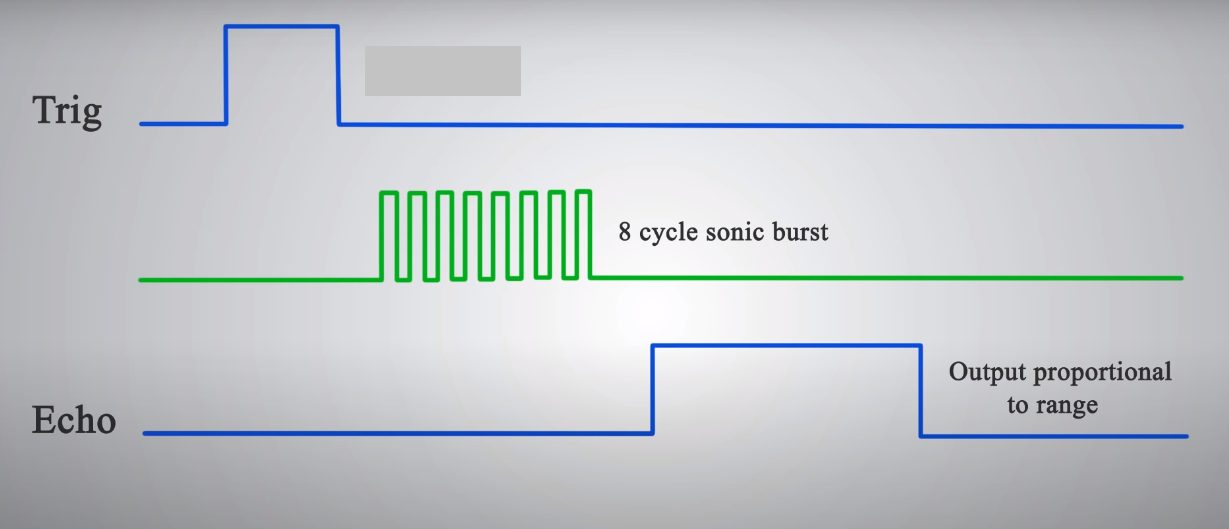 Trig
8 cycle sonic burst
Echo
Output proportional
to range